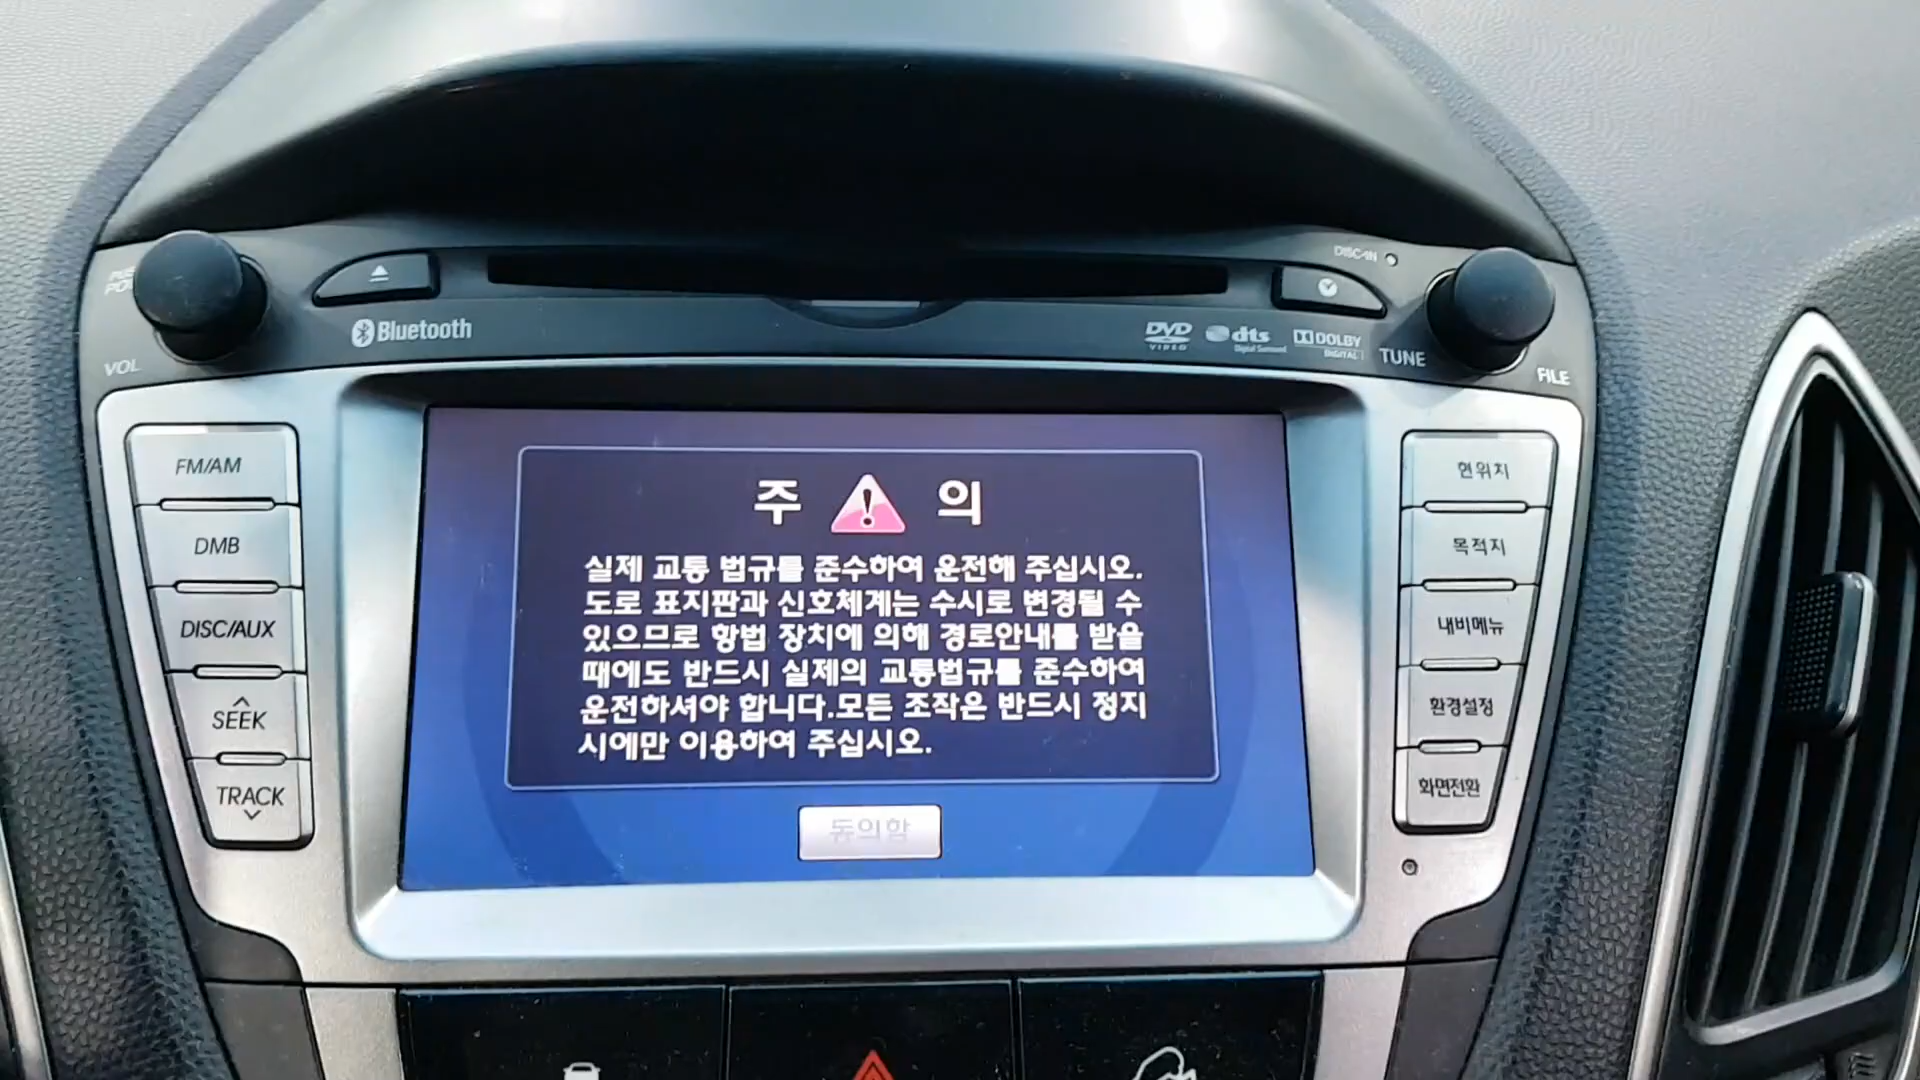 DISC-IN
VOL
Bluetooth
DVD
VIDEO
dts
Digital Surround
DOLBY
DIGITAL
TUNE
FILE
FM/AM
DMB
DISC/AUX
SEEK
TRACK
주 의
실제 교통 법규를 준수하여 운전해 주십시오.
도로 표지판과 신호체계는 수시로 변경될 수
있으므로 항법 장치에 의해 경로안내를 받을
때에도 반드시 실제의 교통법규를 준수하여
운전하셔야 합니다.모든 조작은 반드시 정지
시에만 이용하여 주십시오.
동의함
현위치
목적지
내비메뉴
환경설정
화면전환